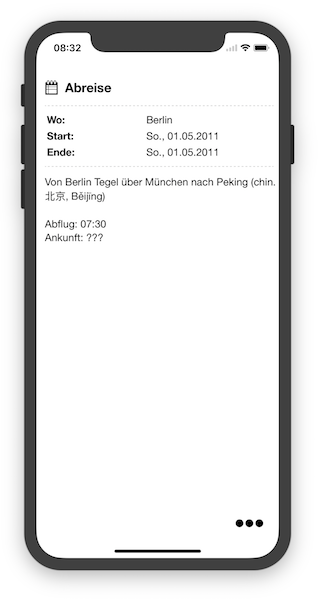 08:32
Abreise
Wo: Berlin
Start: So., 01.05.2011
Ende: So., 01.05.2011
Von Berlin Tegel über München nach Peking (chin.
北京, Běijīng)
Abflug: 07:30
Ankunft: ???